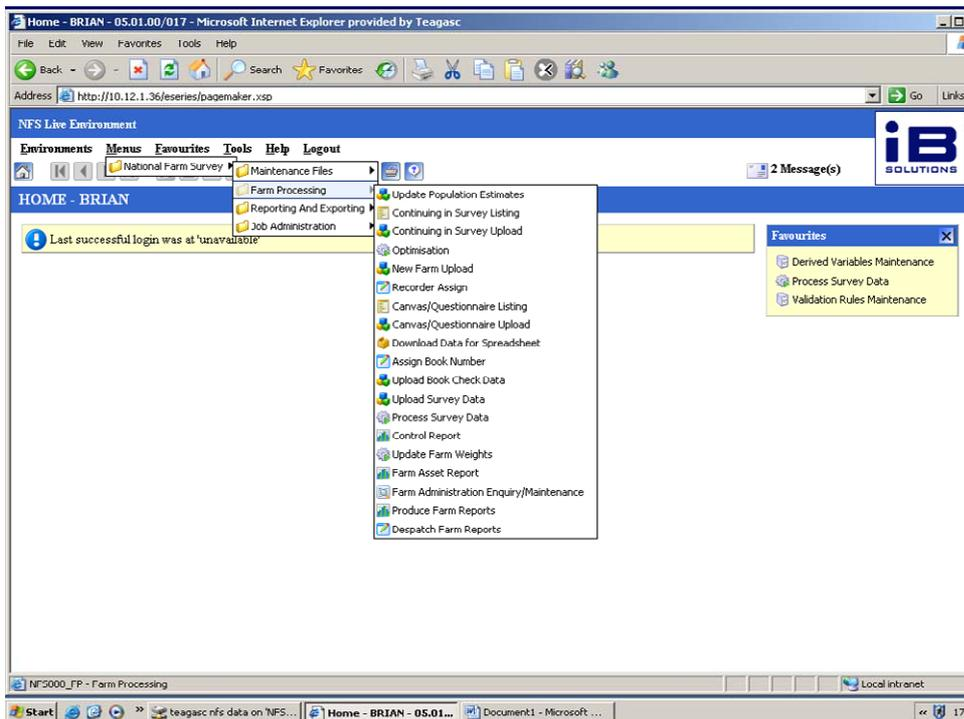 Home - BRIAN - 05.01.00/017 - Microsoft Internet Explorer provided by Teagasc
File Edit View Favorites Tools Help
Back Search Favorites
Address http://10.12.1.36/eseries/pagemaker.xsp Go Links
NFS Live Environment
Environments Menus Favourites Tools Help Logout
iB SOLUTIONS
National Farm Survey
Maintenance Files
2 Message(s)
Farm Processing
Reporting And Exporting
Job Administration
HOME - BRIAN
Last successful login was at 'unavailable'
Update Population Estimates
Continuing in Survey Listing
Continuing in Survey Upload
Optimisation
New Farm Upload
Recorder Assign
Canvas/Questionnaire Listing
Canvas/Questionnaire Upload
Download Data for Spreadsheet
Assign Book Number
Upload Book Check Data
Upload Survey Data
Process Survey Data
Control Report
Update Farm Weights
Farm Asset Report
Farm Administration Enquiry/Maintenance
Produce Farm Reports
Despatch Farm Reports
Favourites
Derived Variables Maintenance
Process Survey Data
Validation Rules Maintenance
NFS000_FP - Farm Processing Local intranet
Start teagasc nfs data on 'NFS... Home - BRIAN - 05.01... Document1 - Microsoft ... 17